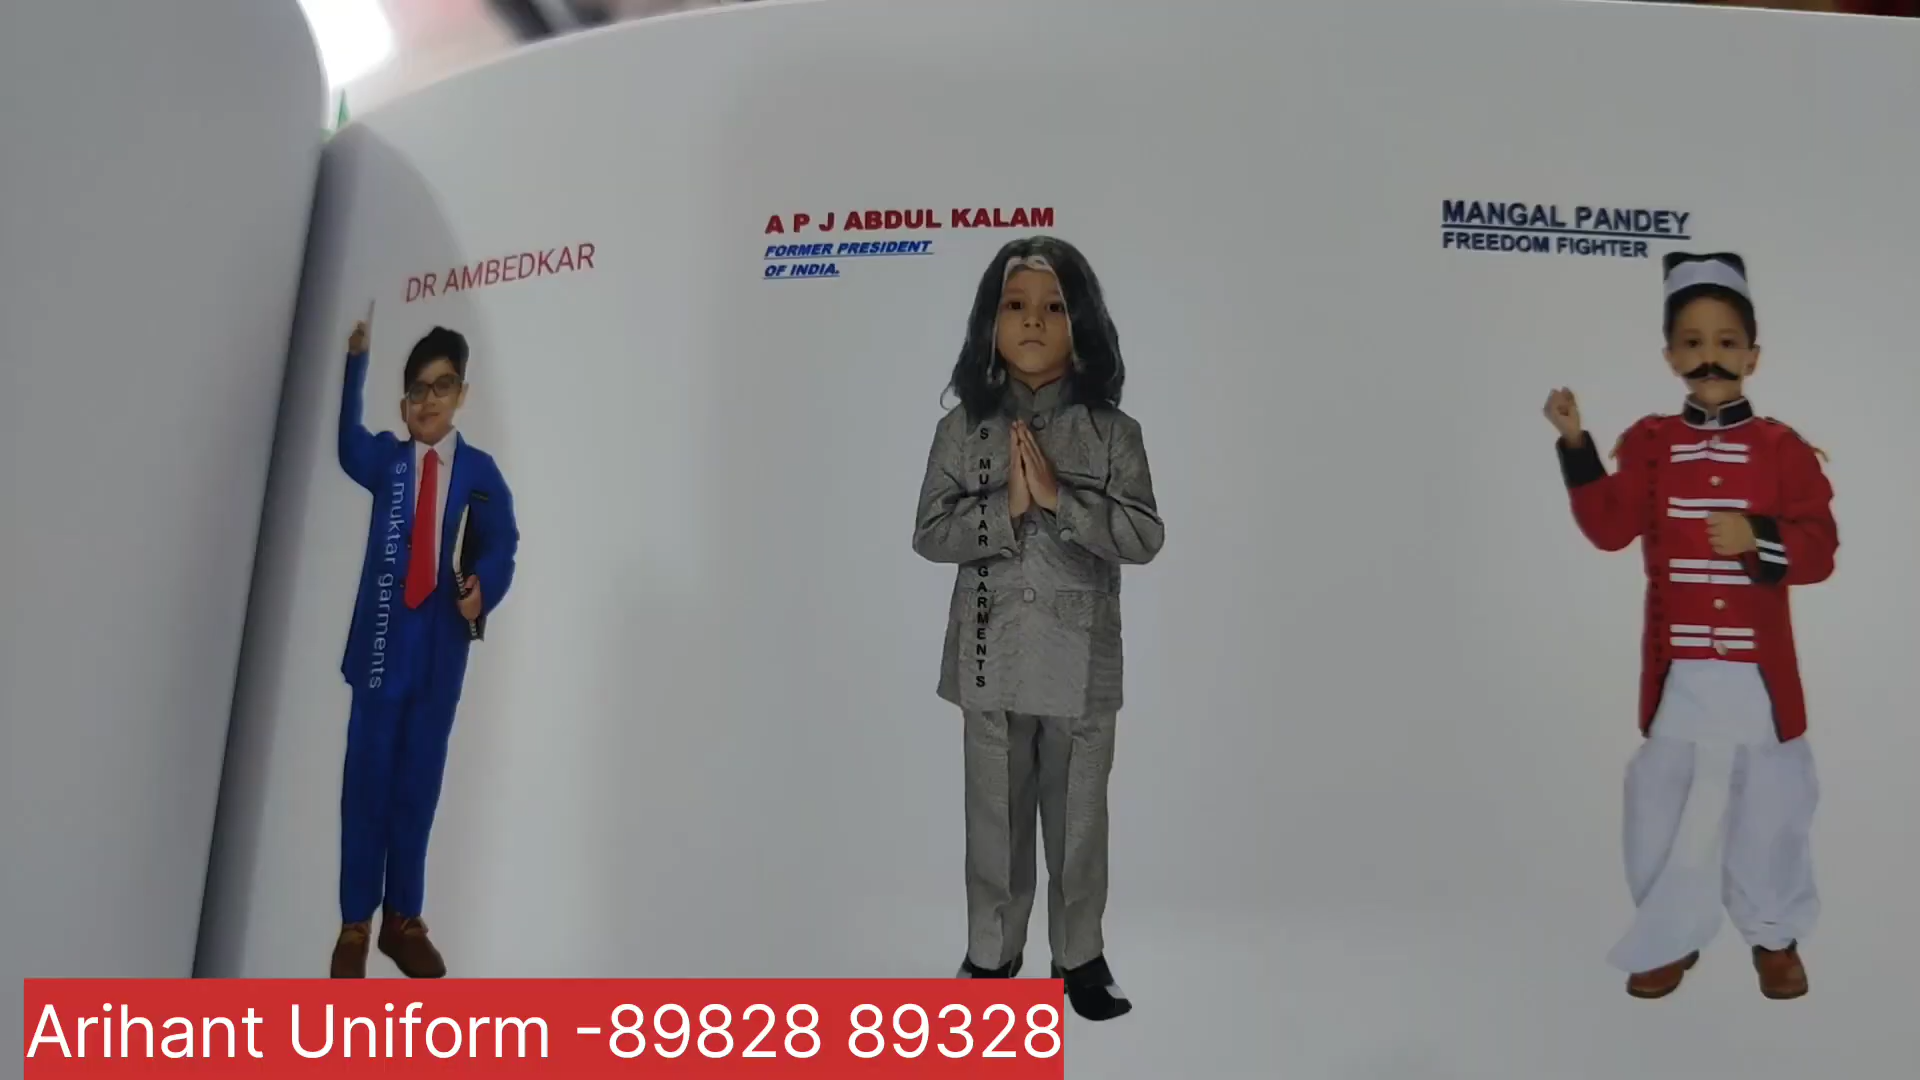 DR AMBEDKAR
s muktar garments
A P J ABDUL KALAM
FORMER PRESIDENT
OF INDIA.
S MUKTAR GARMENTS
MANGAL PANDEY
FREEDOM FIGHTER
Arihant Uniform -89828 89328